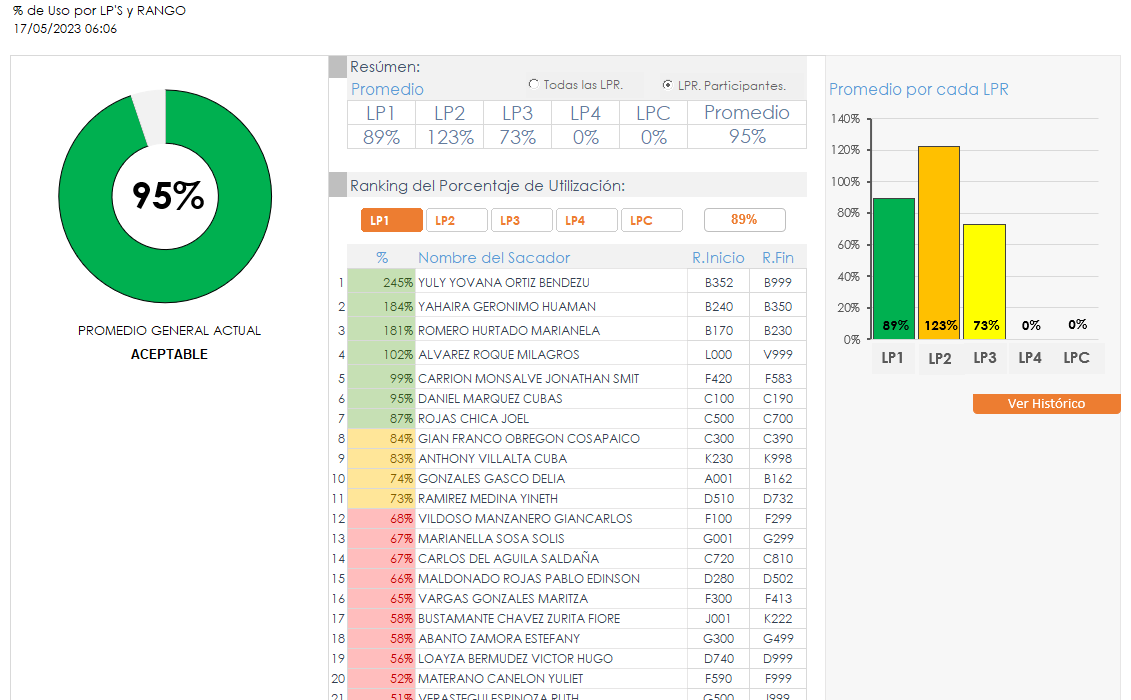 % de Uso por LP'S y RANGO
17/05/2023 06:06
95%
PROMEDIO GENERAL ACTUAL
ACEPTABLE
Resúmen:
Promedio
Todas las LPR. LPR. Participantes.
LP1 LP2 LP3 LP4 LPC Promedio
89% 123% 73% 0% 0% 95%
Ranking del Porcentaje de Utilización:
LP1 LP2 LP3 LP4 LPC 89%
% Nombre del Sacador R.Inicio R.Fin
1 245% YULY YOVANA ORTIZ BENDEZU B352 B999
2 184% YAHAIRA GERONIMO HUAMAN B240 B350
3 181% ROMERO HURTADO MARIANELA B170 B230
4 102% ALVAREZ ROQUE MILAGROS L000 V999
5 99% CARRION MONSALVE JONATHAN SMIT F420 F583
6 95% DANIEL MARQUEZ CUBAS C100 C190
7 87% ROJAS CHICA JOEL C500 C700
8 84% GIAN FRANCO OBREGON COSAPAICO C300 C390
9 83% ANTHONY VILLALTA CUBA K230 K998
10 74% GONZALES GASCO DELIA A001 B162
11 73% RAMIREZ MEDINA YINETH D510 D732
12 68% VILDOSO MANZANERO GIANCARLOS F100 F299
13 67% MARIANELLA SOSA SOLIS G001 G299
14 67% CARLOS DEL AGUILA SALDAÑA C720 C810
15 66% MALDONADO ROJAS PABLO EDINSON D280 D502
16 65% VARGAS GONZALES MARITZA F300 F413
17 58% BUSTAMANTE CHAVEZ ZURITA FIORE J001 K222
18 58% ABANTO ZAMORA ESTEFANY G300 G499
19 56% LOAYZA BERMUDEZ VICTOR HUGO D740 D999
20 52% MATERANO CANELON YULIET F590 F999
21 51% VERASTEGUI ESPINOZA RUTH G500 I999
Promedio por cada LPR
140%
120%
100%
80%
60%
40%
20%
0%
89% 123% 73% 0% 0%
LP1 LP2 LP3 LP4 LPC
Ver Histórico